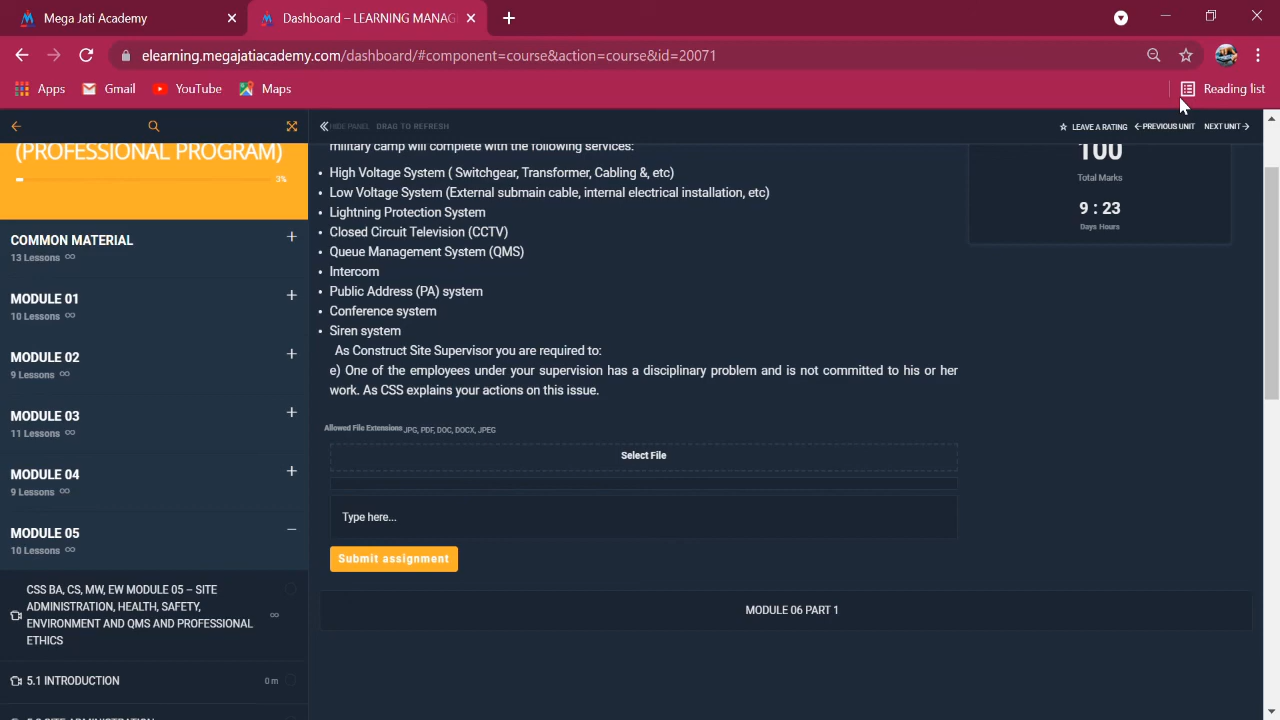 Mega Jati Academy
Dashboard – LEARNING MANAG
elearning.megajatiacademy.com/dashboard/#component=course&action=course&id=20071
Apps
Gmail
YouTube
Maps
Reading list
HIDE PANEL
DRAG TO REFRESH
LEAVE A RATING
PREVIOUS UNIT
NEXT UNIT
(PROFESSIONAL PROGRAM)
3%
COMMON MATERIAL
13 Lessons
MODULE 01
10 Lessons
MODULE 02
9 Lessons
MODULE 03
11 Lessons
MODULE 04
9 Lessons
MODULE 05
10 Lessons
CSS BA, CS, MW, EW MODULE 05 – SITE
ADMINISTRATION, HEALTH, SAFETY,
ENVIRONMENT AND QMS AND PROFESSIONAL
ETHICS
5.1 INTRODUCTION
0 m
military camp will complete with the following services:
• High Voltage System ( Switchgear, Transformer, Cabling &, etc)
• Low Voltage System (External submain cable, internal electrical installation, etc)
• Lightning Protection System
• Closed Circuit Television (CCTV)
• Queue Management System (QMS)
• Intercom
• Public Address (PA) system
• Conference system
• Siren system
As Construct Site Supervisor you are required to:
e) One of the employees under your supervision has a disciplinary problem and is not committed to his or her
work. As CSS explains your actions on this issue.
Allowed File Extensions JPG, PDF, DOC, DOCX, JPEG
Select File
Type here...
Submit assignment
MODULE 06 PART 1
100
Total Marks
9 : 23
Days Hours